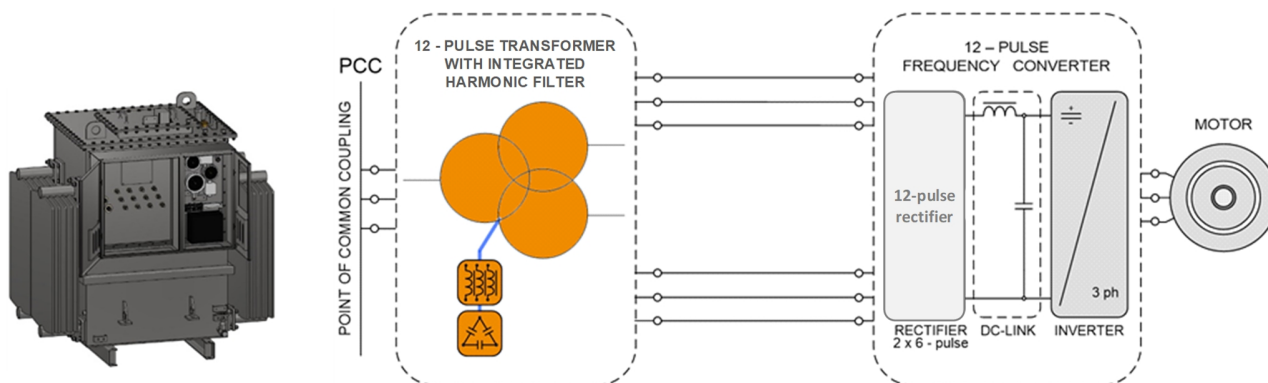 12 - PULSE TRANSFORMER
WITH INTEGRATED
HARMONIC FILTER
PCC
POINT OF COMMON COUPLING
12 – PULSE
FREQUENCY CONVERTER
12-pulse
rectifier
+
-
3 ph
RECTIFIER
2 x 6 - pulse
DC-LINK
INVERTER
MOTOR